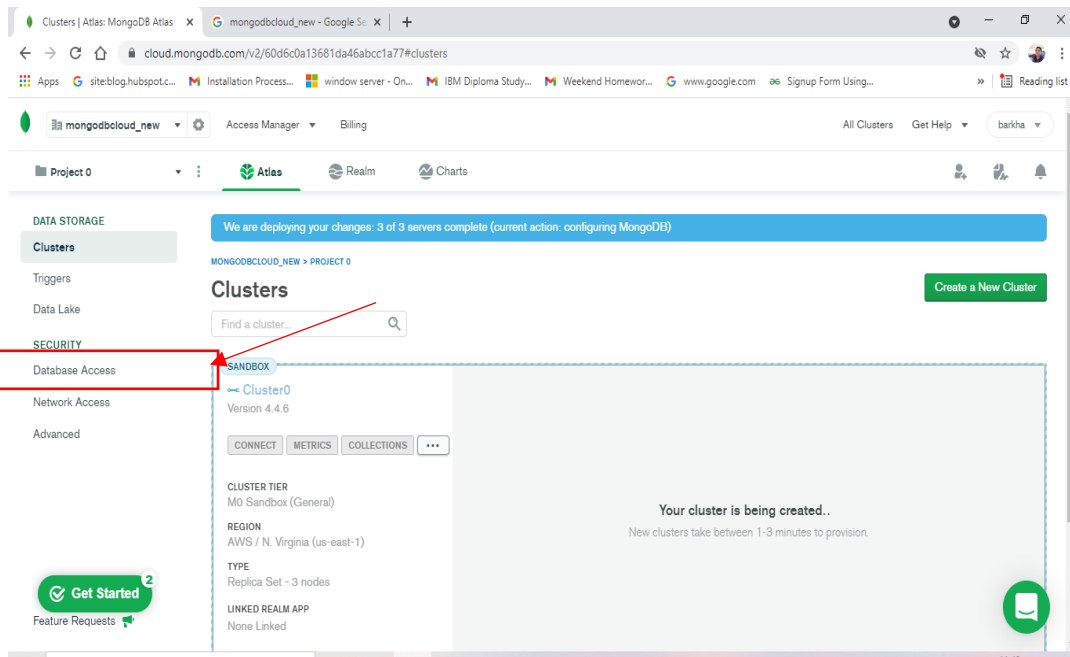 Clusters | Atlas: MongoDB Atlas
mongodbcloud_new - Google Se
cloud.mongodb.com/v2/60d6c0a13681da46abcc1a77#clusters
Apps site:blog.hubspot.c... Installation Process... window server - On... IBM Diploma Study... Weekend Homewor... www.google.com Signup Form Using... » Reading list
mongodbcloud_new Access Manager Billing All Clusters Get Help barkha
Project 0 Atlas Realm Charts
DATA STORAGE
Clusters
Triggers
Data Lake
SECURITY
Database Access
Network Access
Advanced
2
Get Started
Feature Requests
We are deploying your changes: 3 of 3 servers complete (current action: configuring MongoDB)
MONGODBCLOUD_NEW > PROJECT 0
Clusters
Create a New Cluster
Find a cluster...
SANDBOX
Cluster0
Version 4.4.6
CONNECT METRICS COLLECTIONS ...
CLUSTER TIER
M0 Sandbox (General)
REGION
AWS / N. Virginia (us-east-1)
TYPE
Replica Set - 3 nodes
LINKED REALM APP
None Linked
Your cluster is being created..
New clusters take between 1-3 minutes to provision.